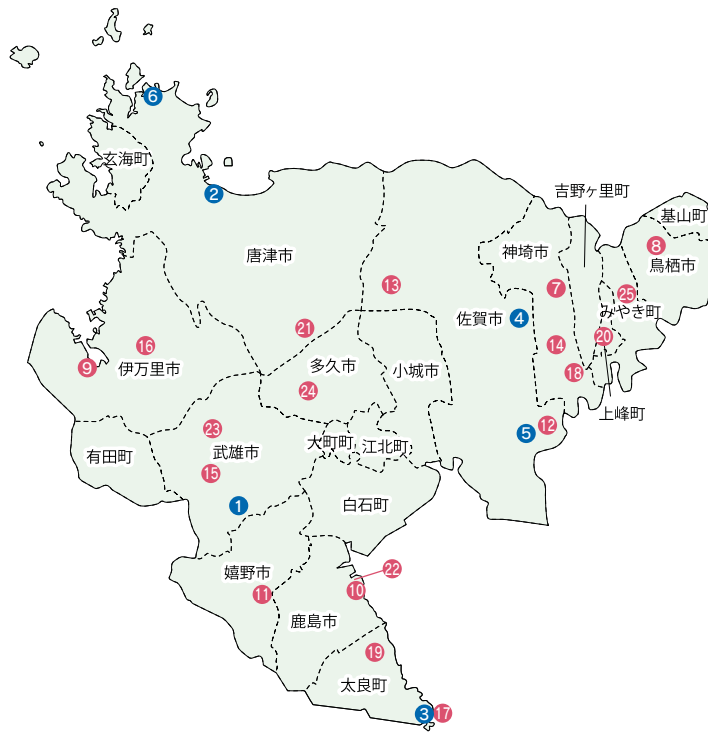 6
玄海町
2
吉野ヶ里町
基山町
8
鳥栖市
神埼市
唐津市
13
7
25
みやき町
佐賀市
4
21
20
16
14
9
伊万里市
多久市
小城市
18
24
上峰町
23
12
5
武雄市
大町町
江北町
有田町
15
1
白石町
22
嬉野市
11
10
鹿島市
19
太良町
3
17